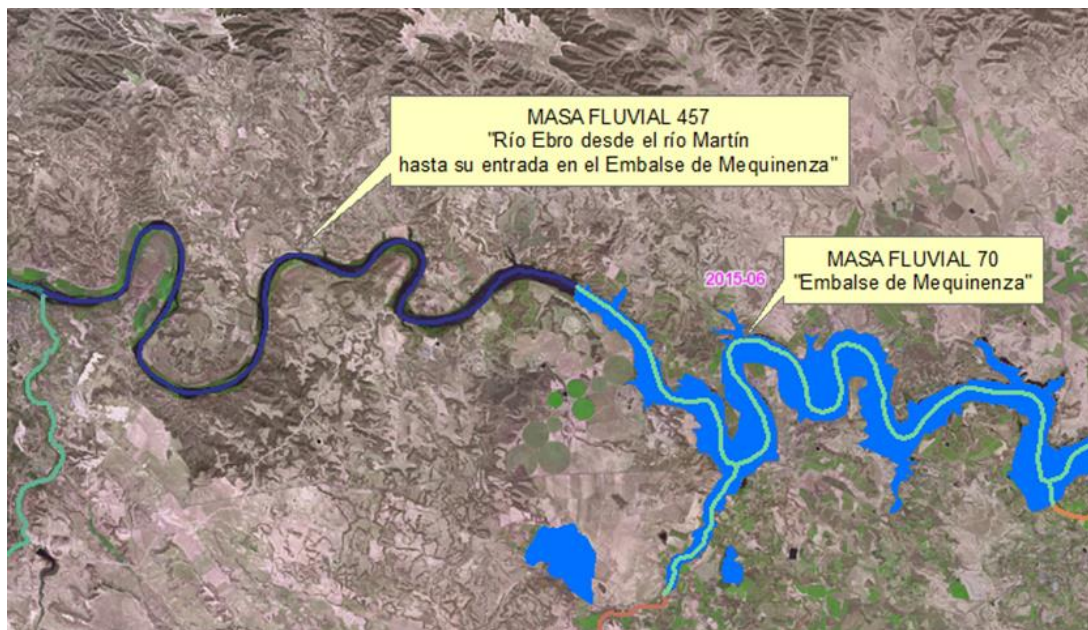 MASA FLUVIAL 457
"Río Ebro desde el río Martín
hasta su entrada en el Embalse de Mequinenza"
MASA FLUVIAL 70
"Embalse de Mequinenza"
2015-06